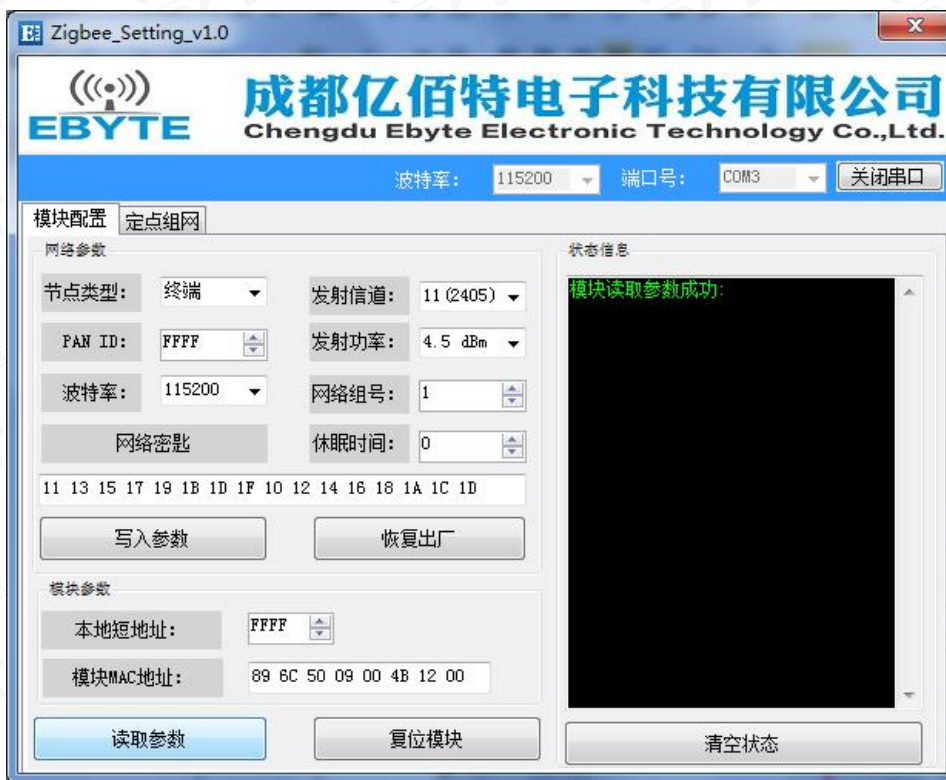 Zigbee_Setting_v1.0
EBYTE
成都亿佰特电子科技有限公司
Chengdu Ebyte Electronic Technology Co.,Ltd.
波特率： 115200 端口号： COM3 关闭串口
模块配置 定点组网
网络参数
节点类型： 终端 发射信道： 11(2405)
PAN ID: FFFF 发射功率： 4.5 dBm
波特率： 115200 网络组号： 1
网络密匙 休眠时间： 0
11 13 15 17 19 1B 1D 1F 10 12 14 16 18 1A 1C 1D
写入参数 恢复出厂
模块参数
本地短地址： FFFF
模块MAC地址： 89 6C 50 09 00 4B 12 00
读取参数 复位模块
状态信息
模块读取参数成功:
清空状态